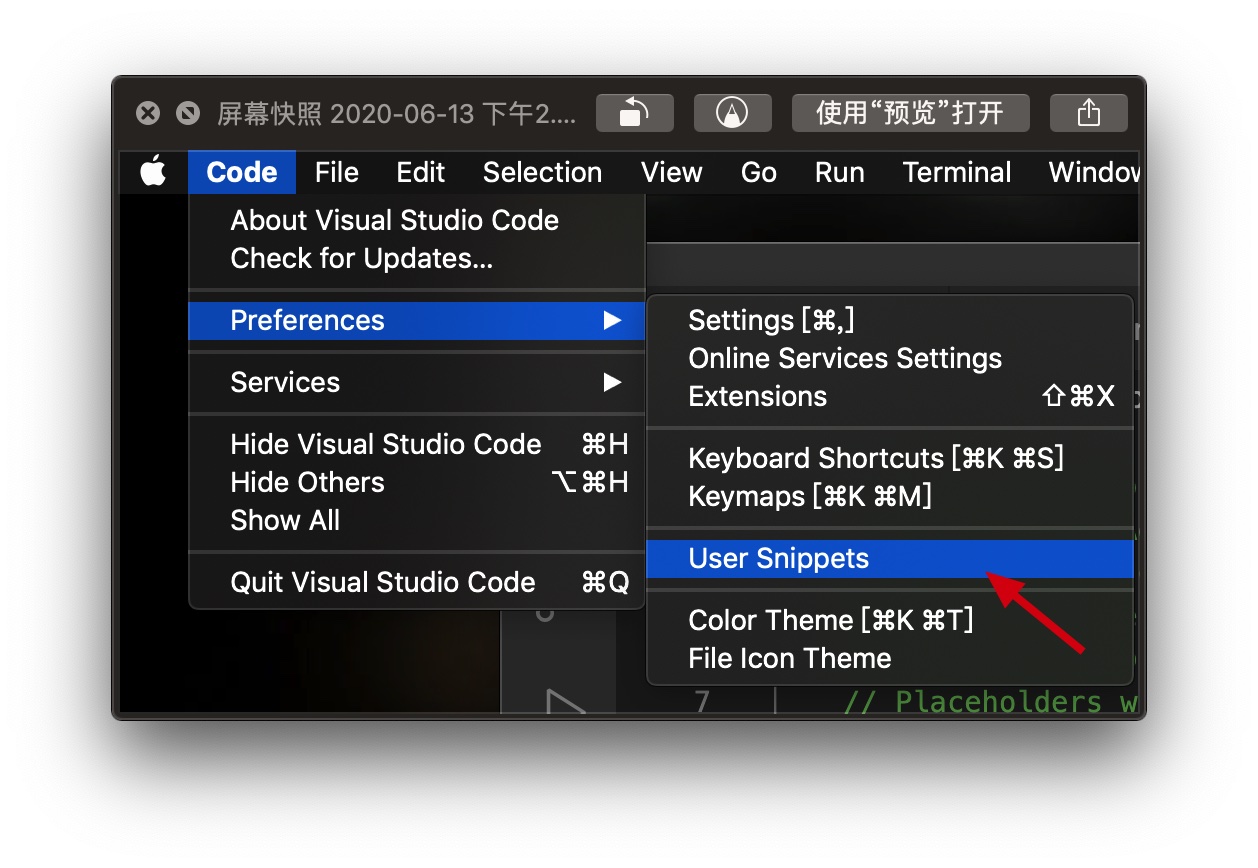 屏幕快照 2020-06-13 下午2....
使用“预览”打开
Code File Edit Selection View Go Run Terminal Window
About Visual Studio Code
Check for Updates...
Preferences ▶
Services ▶
Hide Visual Studio Code ⌘H
Hide Others ⌥⌘H
Show All
Quit Visual Studio Code ⌘Q
Settings [⌘,]
Online Services Settings
Extensions ⇧⌘X
Keyboard Shortcuts [⌘K ⌘S]
Keymaps [⌘K ⌘M]
User Snippets
Color Theme [⌘K ⌘T]
File Icon Theme
7 // Placeholders w